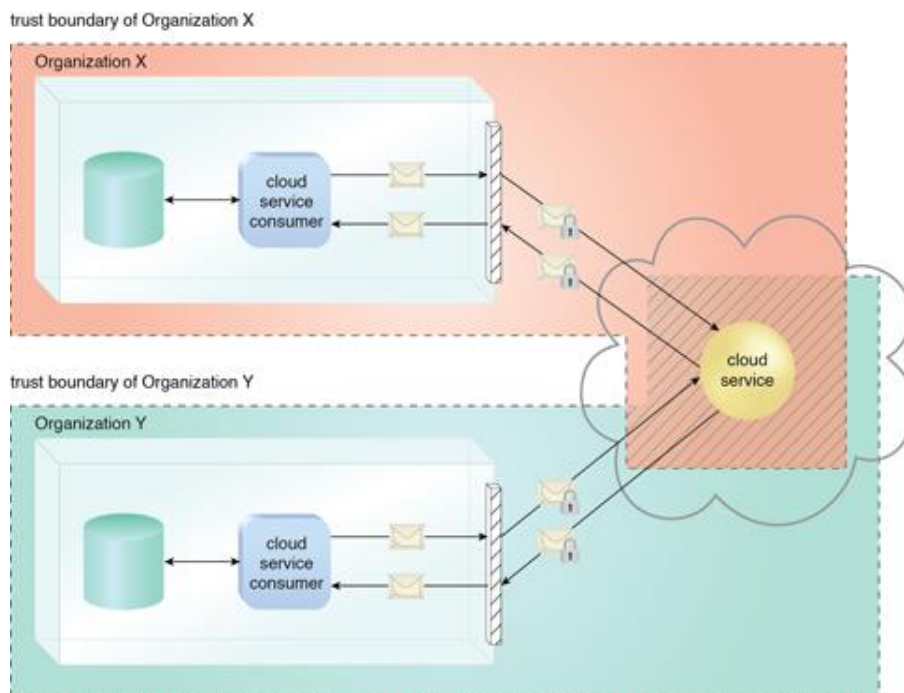 trust boundary of Organization X
Organization X
cloud
service
consumer
cloud
service
trust boundary of Organization Y
Organization Y
cloud
service
consumer